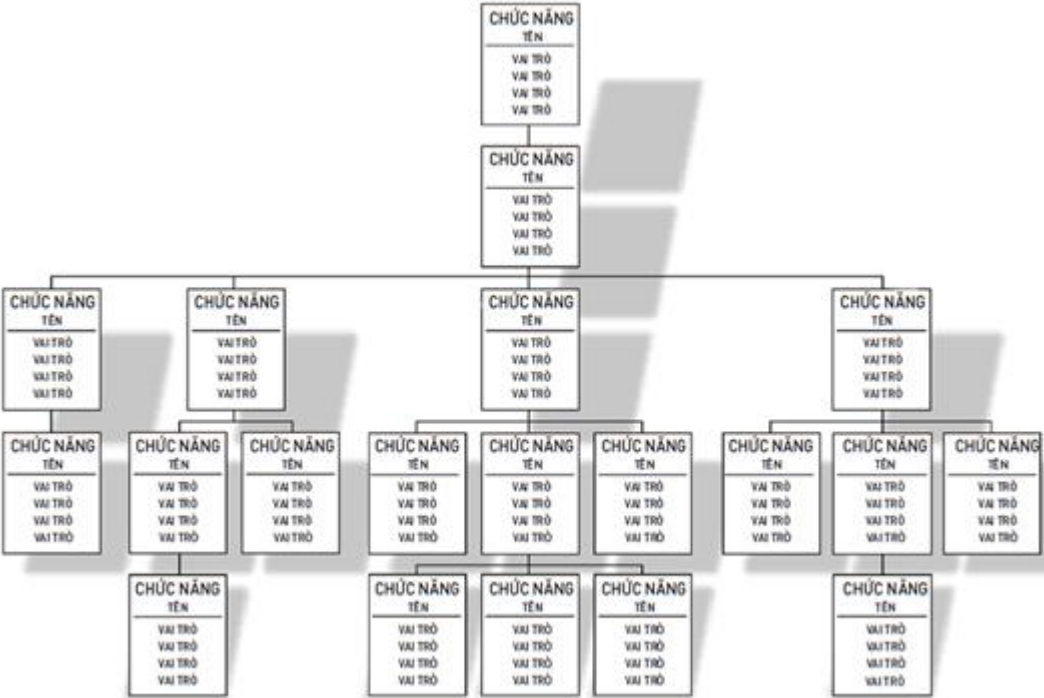 CHỨC NĂNG
TÊN
VAI TRÒ
VAI TRÒ
VAI TRÒ
VAI TRÒ
CHỨC NĂNG
TÊN
VAI TRÒ
VAI TRÒ
VAI TRÒ
VAI TRÒ
CHỨC NĂNG
TÊN
VAI TRÒ
VAI TRÒ
VAI TRÒ
VAI TRÒ
CHỨC NĂNG
TÊN
VAI TRÒ
VAI TRÒ
VAI TRÒ
VAI TRÒ
CHỨC NĂNG
TÊN
VAI TRÒ
VAI TRÒ
VAI TRÒ
VAI TRÒ
CHỨC NĂNG
TÊN
VAI TRÒ
VAI TRÒ
VAI TRÒ
VAI TRÒ
CHỨC NĂNG
TÊN
VAI TRÒ
VAI TRÒ
VAI TRÒ
VAI TRÒ
CHỨC NĂNG
TÊN
VAI TRÒ
VAI TRÒ
VAI TRÒ
VAI TRÒ
CHỨC NĂNG
TÊN
VAI TRÒ
VAI TRÒ
VAI TRÒ
VAI TRÒ
CHỨC NĂNG
TÊN
VAI TRÒ
VAI TRÒ
VAI TRÒ
VAI TRÒ
CHỨC NĂNG
TÊN
VAI TRÒ
VAI TRÒ
VAI TRÒ
VAI TRÒ
CHỨC NĂNG
TÊN
VAI TRÒ
VAI TRÒ
VAI TRÒ
VAI TRÒ
CHỨC NĂNG
TÊN
VAI TRÒ
VAI TRÒ
VAI TRÒ
VAI TRÒ
CHỨC NĂNG
TÊN
VAI TRÒ
VAI TRÒ
VAI TRÒ
VAI TRÒ
CHỨC NĂNG
TÊN
VAI TRÒ
VAI TRÒ
VAI TRÒ
VAI TRÒ
CHỨC NĂNG
TÊN
VAI TRÒ
VAI TRÒ
VAI TRÒ
VAI TRÒ
CHỨC NĂNG
TÊN
VAI TRÒ
VAI TRÒ
VAI TRÒ
VAI TRÒ
CHỨC NĂNG
TÊN
VAI TRÒ
VAI TRÒ
VAI TRÒ
VAI TRÒ
CHỨC NĂNG
TÊN
VAI TRÒ
VAI TRÒ
VAI TRÒ
VAI TRÒ
CHỨC NĂNG
TÊN
VAI TRÒ
VAI TRÒ
VAI TRÒ
VAI TRÒ